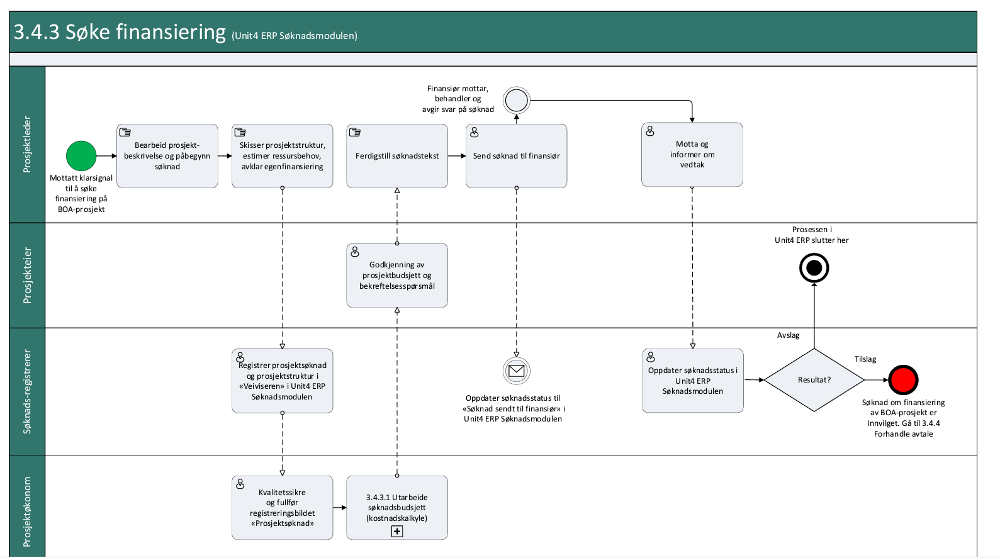 3.4.3 Søke finansiering (Unit4 ERP Søknadsmodulen)
Prosjektleder
Finansiør mottar,
behandler og
avgir svar på søknad
Mottatt klarsignal
til å søke
finansiering på
BOA-prosjekt
Bearbeid prosjekt-
beskrivelse og påbegynn
søknad
Skisser prosjektstruktur,
estimer ressursbehov,
avklar egenfinansiering
Ferdigstill søknadstekst
Send søknad til finansiør
Motta og
informer om
vedtak
Prosjekteier
Godkjenning av
prosjektbudsjett og
bekreftelsesspørsmål
Prosessen i
Unit4 ERP slutter her
Søknads-registrerer
Registrer prosjektsøknad
og prosjektstruktur i
«Veiviseren» i Unit4 ERP
Søknadsmodulen
Oppdater søknadsstatus til
«Søknad sendt til finansiør» i
Unit4 ERP Søknadsmodulen
Oppdater søknadsstatus i
Unit4 ERP
Søknadsmodulen
Avslag
Resultat?
Tilslag
Søknad om finansiering
av BOA-prosjekt er
Innvilget. Gå til 3.4.4
Forhandle avtale
Prosjektøkonom
Kvalitetssikre
og fullfør
registreringsbildet
«Prosjektsøknad»
3.4.3.1 Utarbeide
søknadsbudsjett
(kostnadskalkyle)